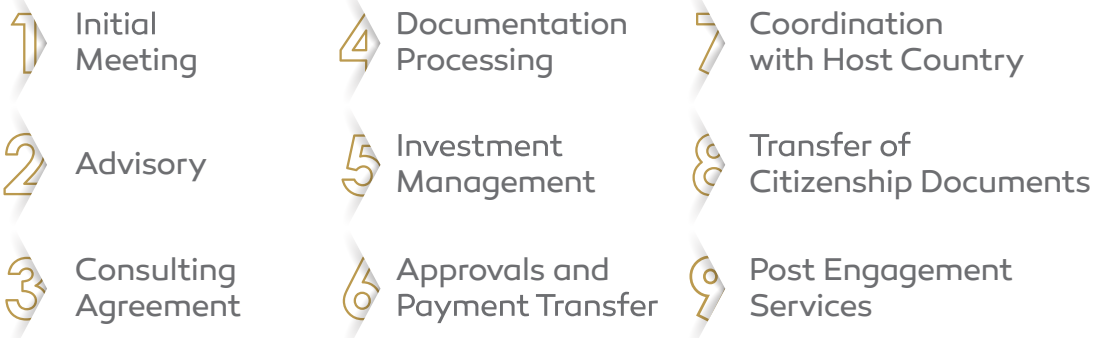 1 Initial
Meeting
2 Advisory
3 Consulting
Agreement
4 Documentation
Processing
5 Investment
Management
6 Approvals and
Payment Transfer
7 Coordination
with Host Country
8 Transfer of
Citizenship Documents
9 Post Engagement
Services